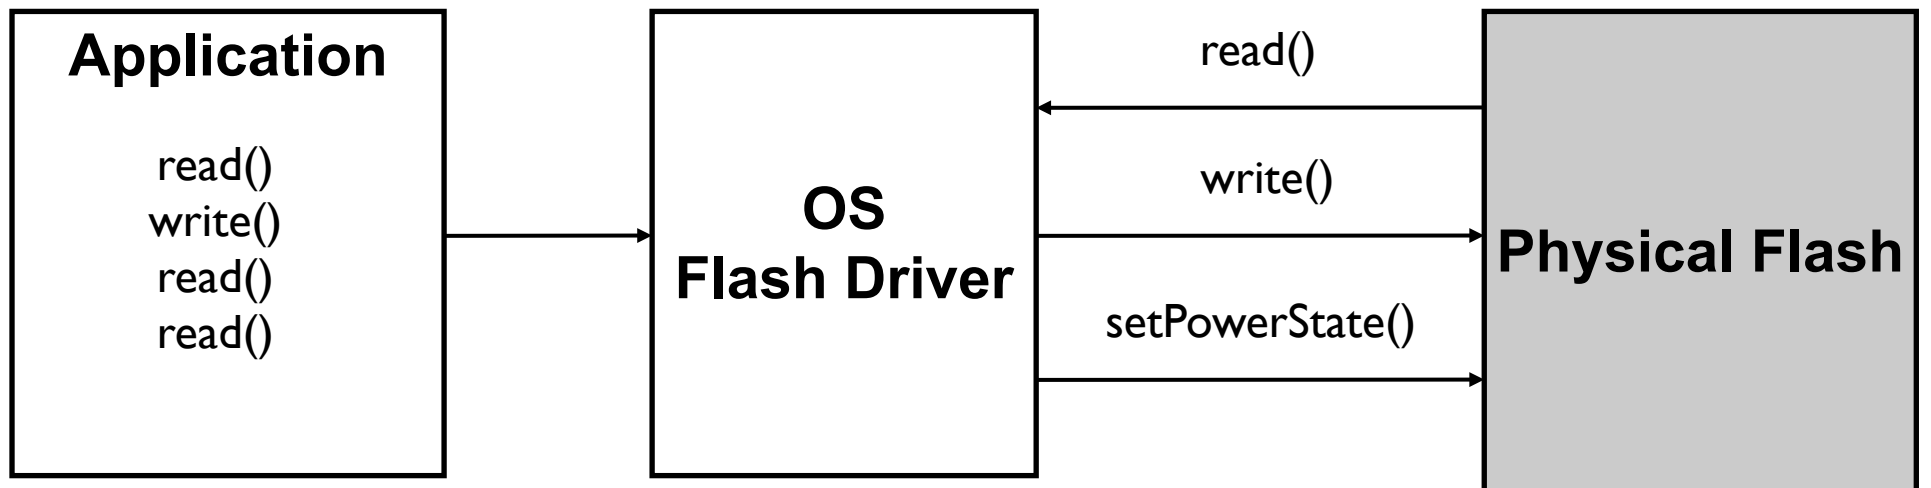 Application
read()
write()
read()
read()
OS
Flash Driver
read()
write()
setPowerState()
Physical Flash